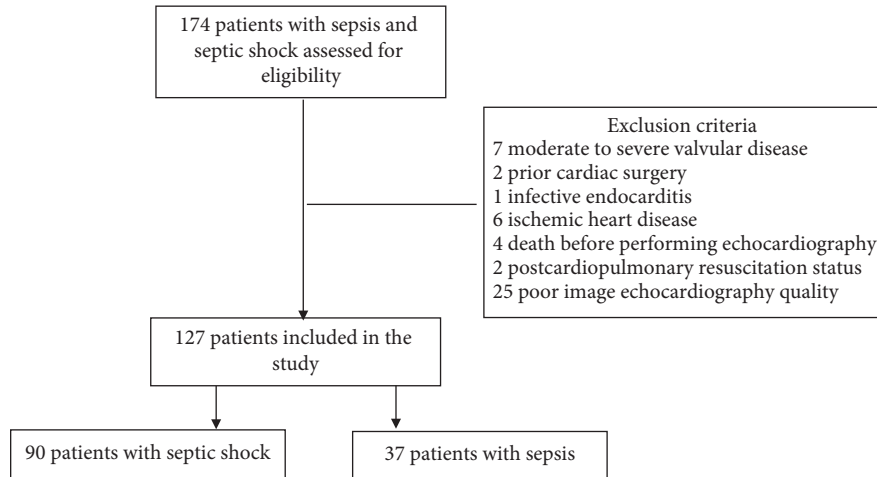 174 patients with sepsis and
septic shock assessed for
eligibility
Exclusion criteria
7 moderate to severe valvular disease
2 prior cardiac surgery
1 infective endocarditis
6 ischemic heart disease
4 death before performing echocardiography
2 postcardiopulmonary resuscitation status
25 poor image echocardiography quality
127 patients included in the
study
90 patients with septic shock
37 patients with sepsis